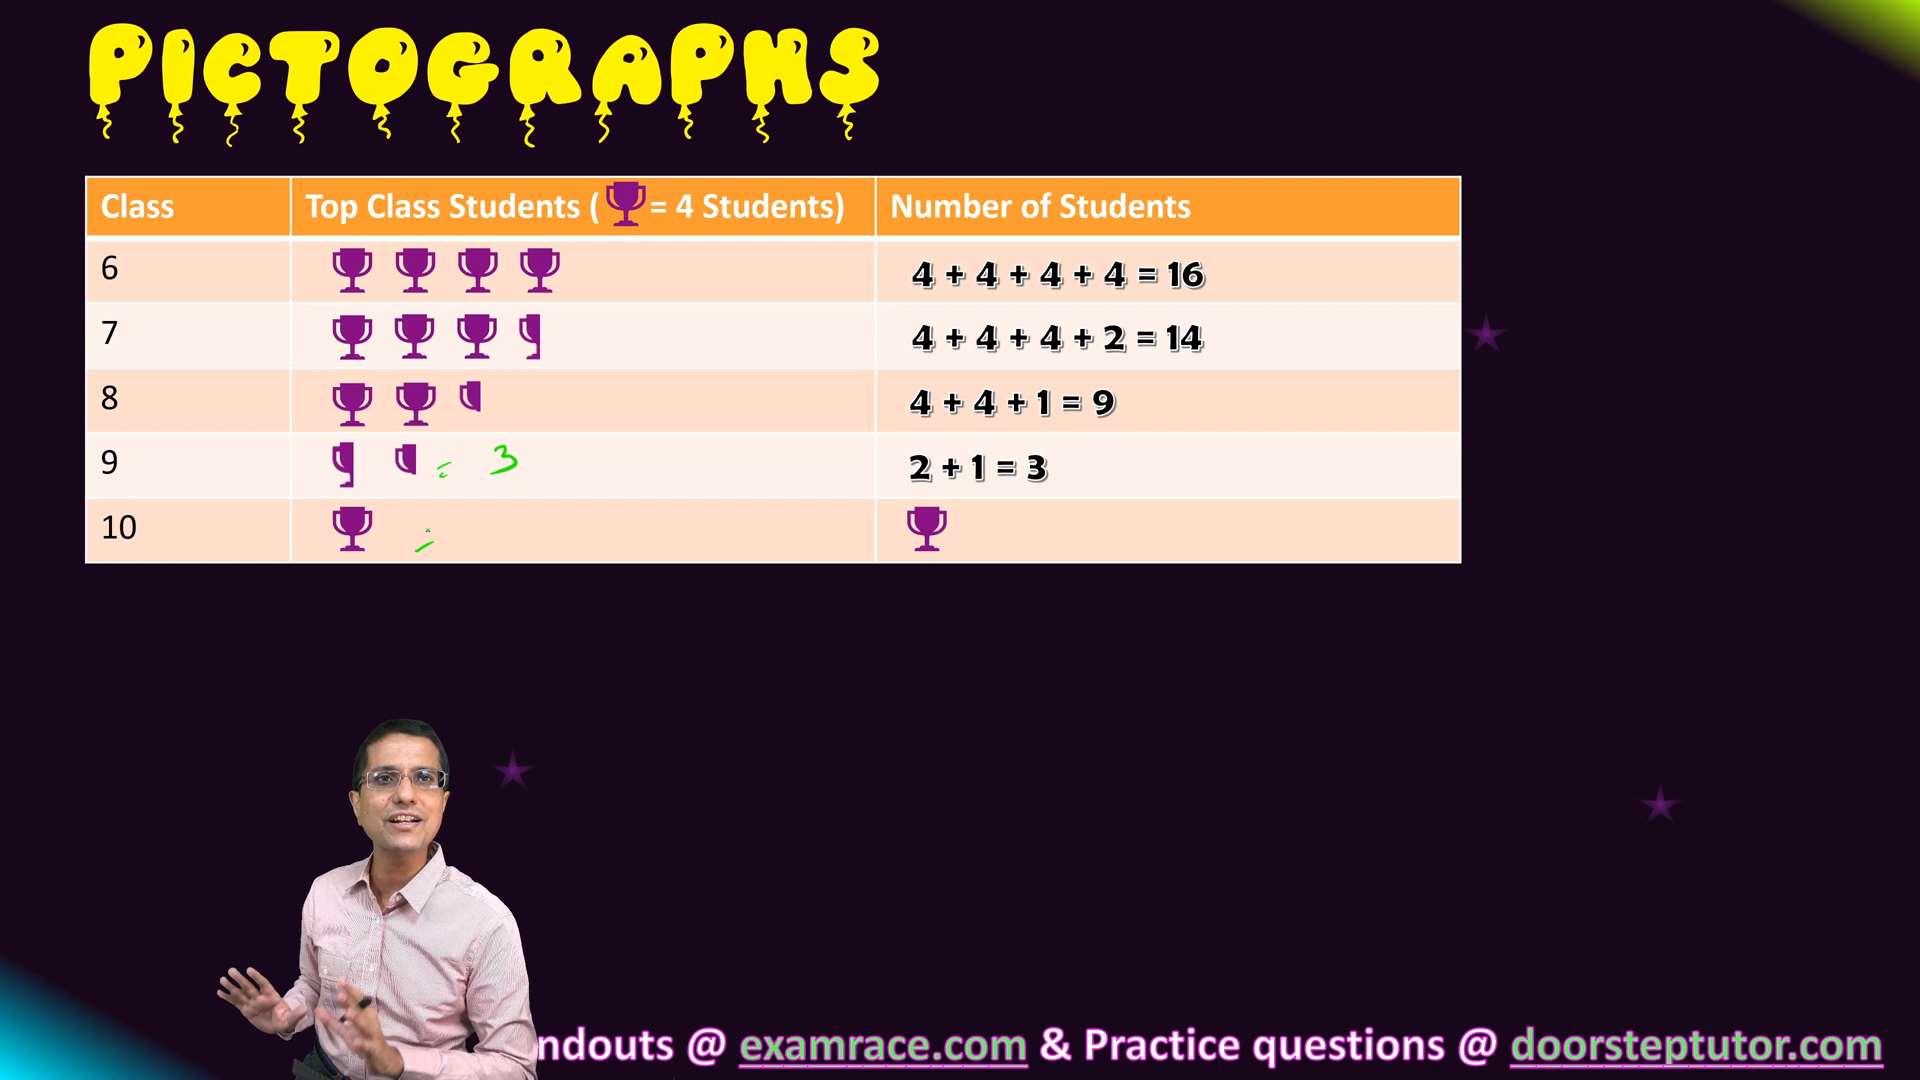 PICTOGRAPHS
Class Top Class Students ( = 4 Students) Number of Students
6 4 + 4 + 4 + 4 = 16
7 4 + 4 + 4 + 2 = 14
8 4 + 4 + 1 = 9
9 = 3 2 + 1 = 3
10
ndouts @ examrace.com & Practice questions @ doorsteptutor.com